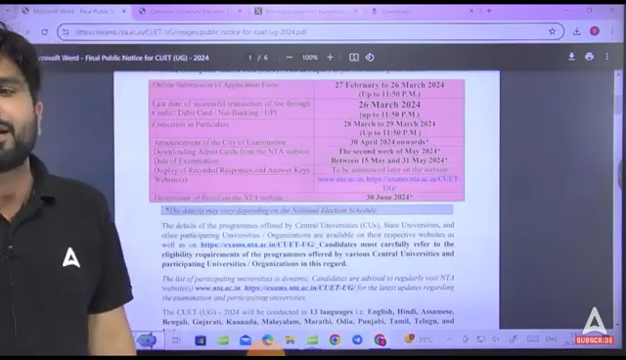 Microsoft Word - Final Pub
Downloads
https://exams.nta.ac.in/CUET-UG/images/public-notice-for-cuet-ug-2024.pdf
crosoft Word - Final Public Notice for CUET (UG) - 2024
1 / 6
100%
Online Submission of Application Form
27 February to 26 March 2024
(Up to 11:50 P.M.)
Last date of successful transaction of fee through
Credit / Debit Card / Net-Banking / UPI
26 March 2024
(up to 11:50 P.M.)
Correction in Particulars
28 March to 29 March 2024
(Up to 11:50 P.M.)
Announcement of the City of Examination
30 April 2024 onwards*
Downloading Admit Cards from the NTA website
The second week of May 2024*
Date of Examination
Between 15 May and 31 May 2024*
Display of Recorded Responses and Answer Keys
To be announced later on the website
Website(s)
www.nta.ac.in, https://exams.nta.ac.in/CUET-
UG/
Declaration of Result on the NTA website
30 June 2024*
*The date(s) may vary depending on the National Election Schedule
The details of the programmes offered by Central Universities (CUs), State Universities, and
other participating Universities / Organizations are available on their respective websites as
well as on https://exams.nta.ac.in/CUET-UG/ Candidates must carefully refer to the
eligibility requirements of the programmes offered by various Central Universities and
participating Universities / Organizations in this regard.
The list of participating universities is dynamic. Candidates are advised to regularly visit NTA
website(s) www.nta.ac.in, https://exams.nta.ac.in/CUET-UG/ for the latest updates regarding
the examination and participating universities.
The CUET (UG) - 2024 will be conducted in 13 languages i.e. English, Hindi, Assamese,
Bengali, Gujarati, Kannada, Malayalam, Marathi, Odia, Punjabi, Tamil, Telugu, and
SUBSCRIBE